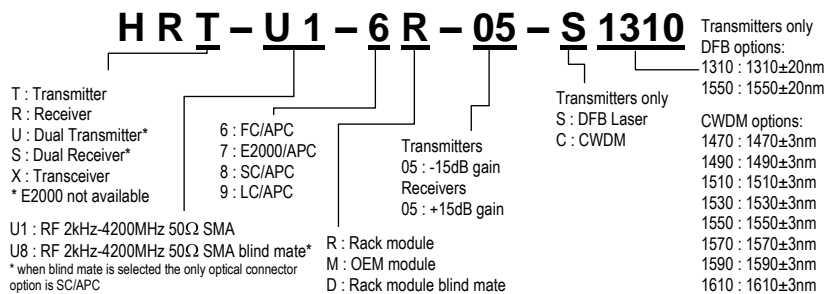 H R T – U 1 – 6 R – 05 – S 1310
T : Transmitter
R : Receiver
U : Dual Transmitter*
S : Dual Receiver*
X : Transceiver
* E2000 not available
U1 : RF 2kHz-4200MHz 50Ω SMA
U8 : RF 2kHz-4200MHz 50Ω SMA blind mate*
* when blind mate is selected the only optical connector
option is SC/APC
6 : FC/APC
7 : E2000/APC
8 : SC/APC
9 : LC/APC
R : Rack module
M : OEM module
D : Rack module blind mate
Transmitters
05 : -15dB gain
Receivers
05 : +15dB gain
Transmitters only
S : DFB Laser
C : CWDM
Transmitters only
DFB options:
1310 : 1310±20nm
1550 : 1550±20nm
CWDM options:
1470 : 1470±3nm
1490 : 1490±3nm
1510 : 1510±3nm
1530 : 1530±3nm
1550 : 1550±3nm
1570 : 1570±3nm
1590 : 1590±3nm
1610 : 1610±3nm